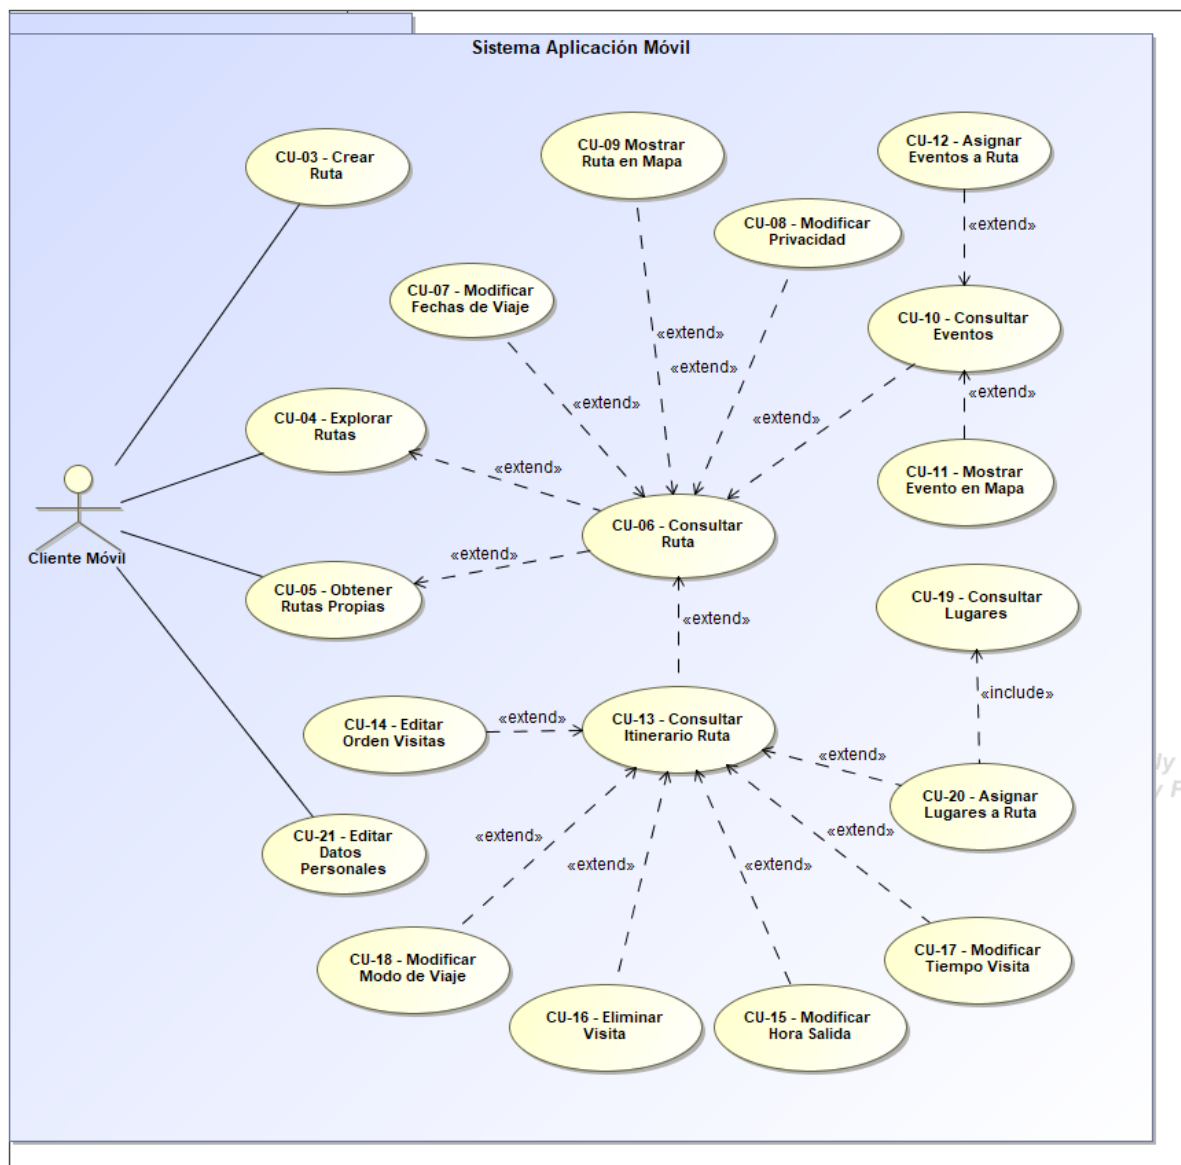 Sistema Aplicación Móvil
CU-03 - Crear
Ruta
CU-09 Mostrar
Ruta en Mapa
CU-12 - Asignar
Eventos a Ruta
CU-08 - Modificar
Privacidad
«extend»
CU-07 - Modificar
Fechas de Viaje
CU-10 - Consultar
Eventos
«extend»
«extend»
«extend»
«extend»
«extend»
CU-04 - Explorar
Rutas
«extend»
CU-11 - Mostrar
Evento en Mapa
CU-06 - Consultar
Ruta
Cliente Móvil
«extend»
CU-05 - Obtener
Rutas Propias
CU-19 - Consultar
Lugares
«extend»
«include»
CU-14 - Editar
Orden Visitas
«extend»
CU-13 - Consultar
Itinerario Ruta
«extend»
CU-20 - Asignar
Lugares a Ruta
CU-21 - Editar
Datos
Personales
«extend»
«extend»
«extend»
«extend»
CU-18 - Modificar
Modo de Viaje
CU-17 - Modificar
Tiempo Visita
CU-16 - Eliminar
Visita
CU-15 - Modificar
Hora Salida